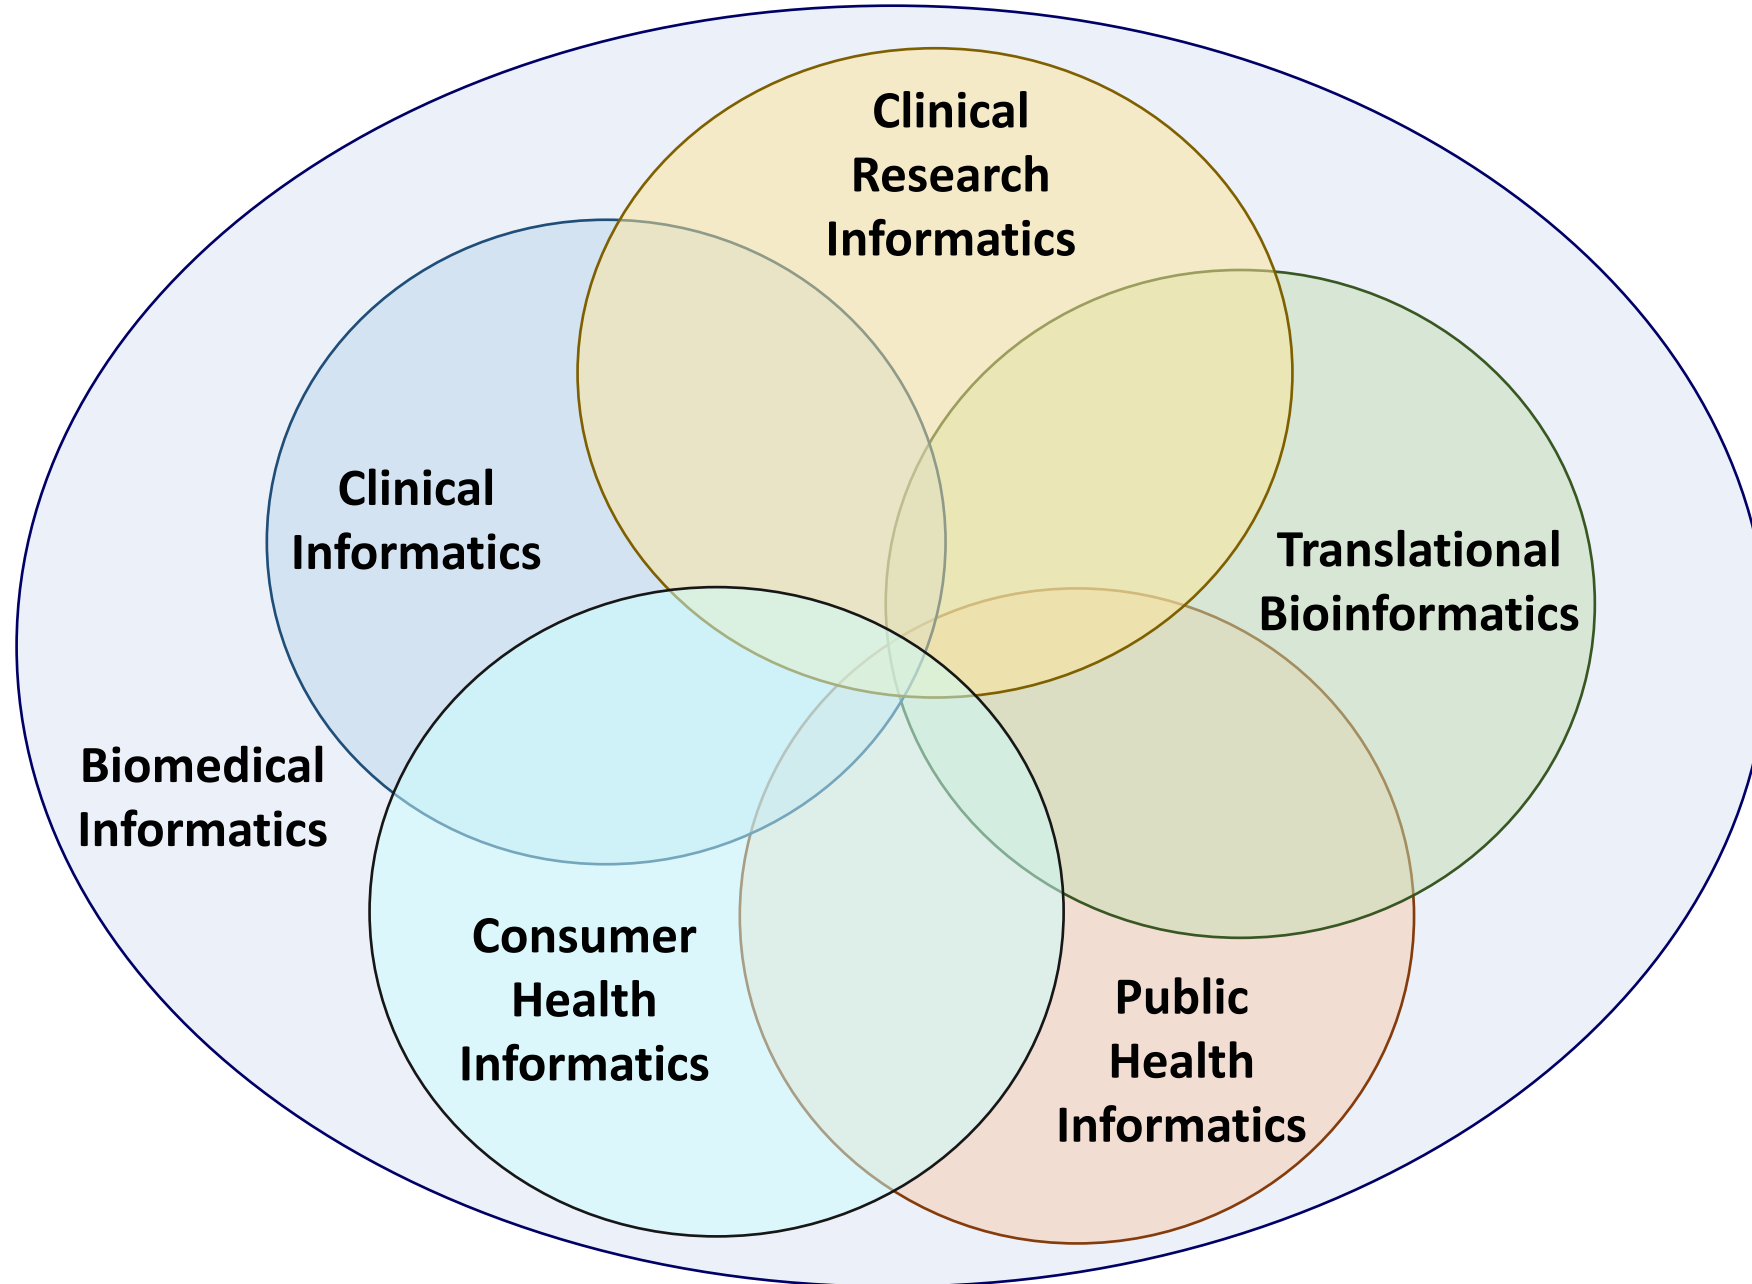 Clinical
Research
Informatics
Clinical
Informatics
Translational
Bioinformatics
Biomedical
Informatics
Consumer
Health
Informatics
Public
Health
Informatics